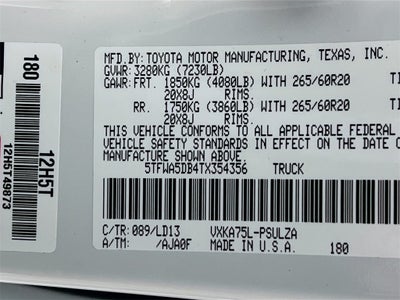 MFD.BY:TOYOTA MOTOR MANUFACTURING, TEXAS, INC.
GVWR: 3280KG (7230LB)
GAWR:FRT. 1850KG (4080LB) WITH 265/60R20
20X8J RIMS.
RR. 1750KG (3860LB) WITH 265/60R20
20X8J RIMS.
THIS VEHICLE CONFORMS TO ALL APPLICABLE FEDERAL
VEHICLE SAFETY STANDARDS IN EFFECT ON THE DATE O
MANUFACTURE SHOWN ABOVE.
5TFWA5DB4TX354356 TRUCK
C/TR: 089/LD13 VXKA75L-PSULZA
A/TM: /AJA0F 180
180
12H5T
12H5T49873